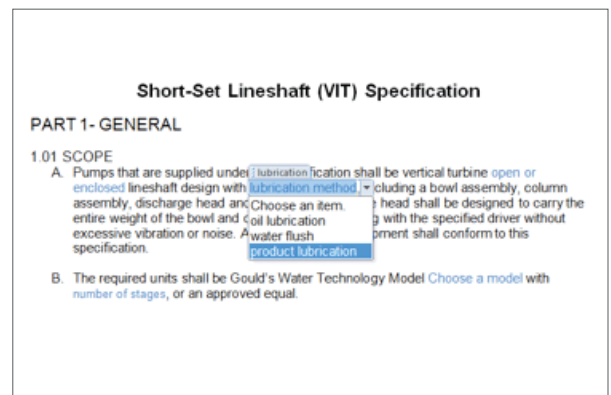 Short-Set Lineshaft (VIT) Specification
PART 1- GENERAL
1.01 SCOPE
A. Pumps that are supplied under lubrication fication shall be vertical turbine open or
enclosed lineshaft design with lubrication method, cluding a bowl assembly, column
assembly, discharge head and Choose an item. head shall be designed to carry the
entire weight of the bowl and oil lubrication g with the specified driver without
excessive vibration or noise. A water flush pment shall conform to this
specification. product lubrication
B. The required units shall be Gould's Water Technology Model Choose a model with
number of stages, or an approved equal.